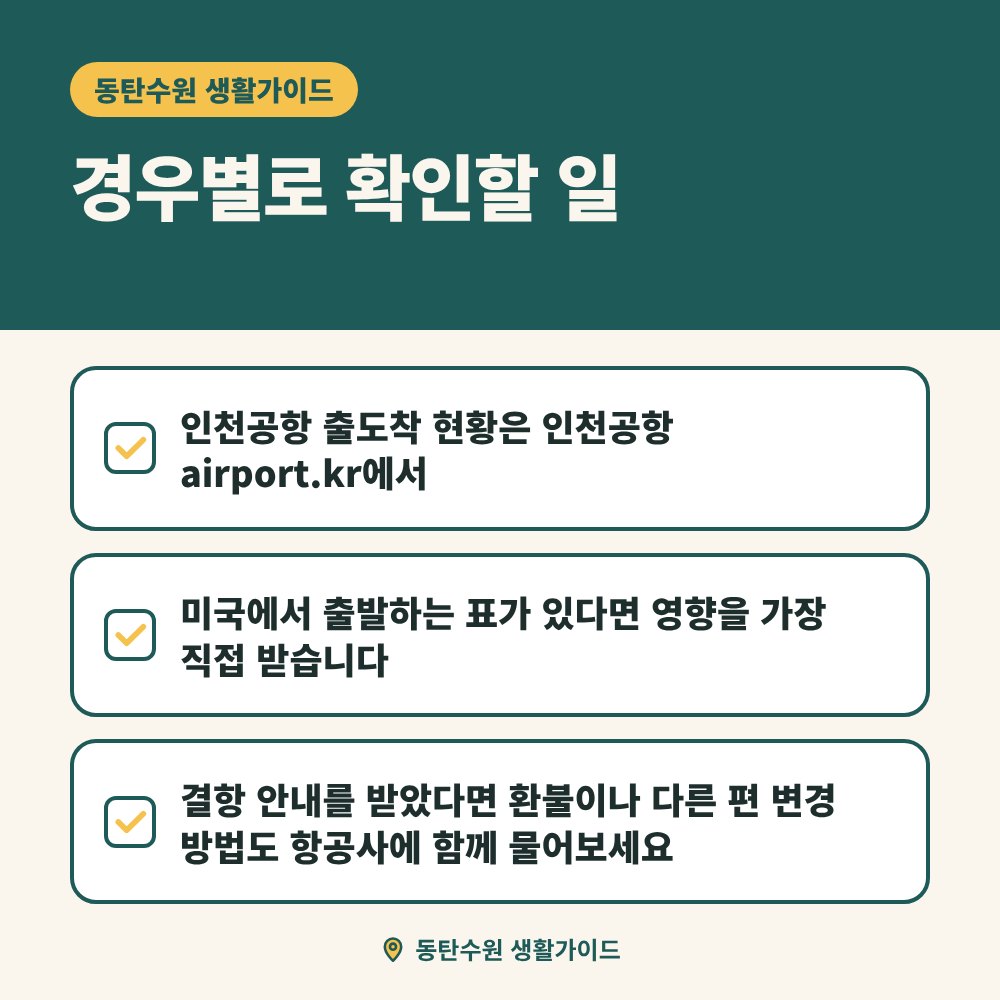 동탄수원 생활가이드
경우별로 확인할 일
인천공항 출도착 현황은 인천공항
airport.kr에서
미국에서 출발하는 표가 있다면 영향을 가장
직접 받습니다
결항 안내를 받았다면 환불이나 다른 편 변경
방법도 항공사에 함께 물어보세요
동탄수원 생활가이드